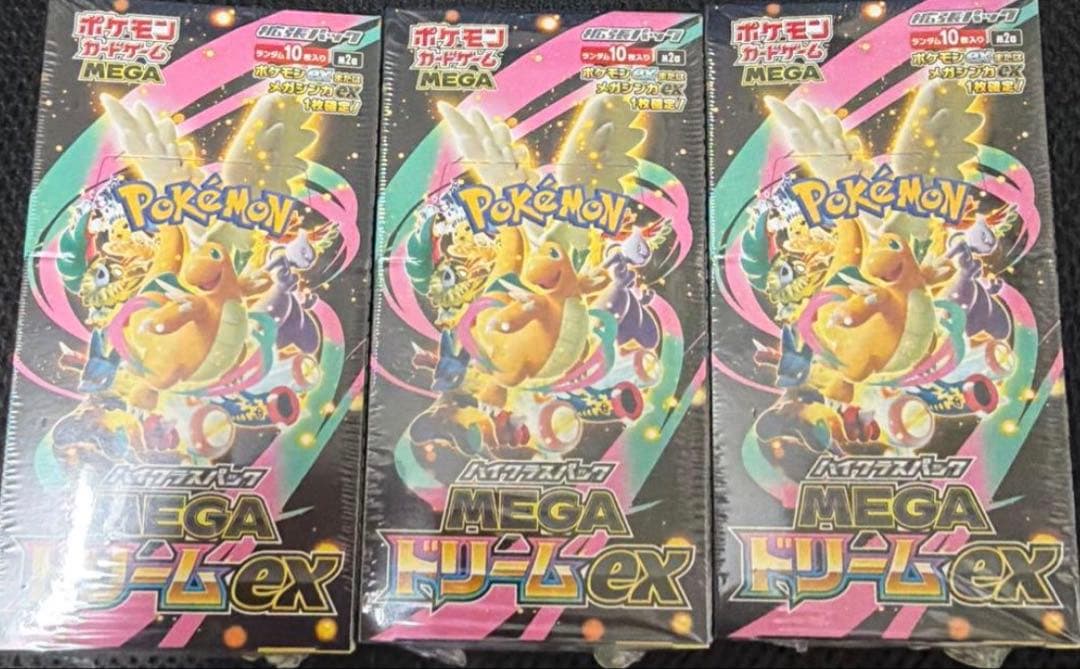 ポケモン
カードゲーム
MEGA
拡張パック
ランダム10枚入り
M2a
ポケモンexまたは
メガシンカex
1枚確定!
POKéMON
ハイクラスパック
MEGA
ドリームex
ポケモン
カードゲーム
MEGA
拡張パック
ランダム10枚入り
M2a
ポケモンexまたは
メガシンカex
1枚確定!
POKéMON
ハイクラスパック
MEGA
ドリームex
ポケモン
カードゲーム
MEGA
拡張パック
ランダム10枚入り
M2a
ポケモンexまたは
メガシンカex
1枚確定!
POKéMON
ハイクラスパック
MEGA
ドリームex